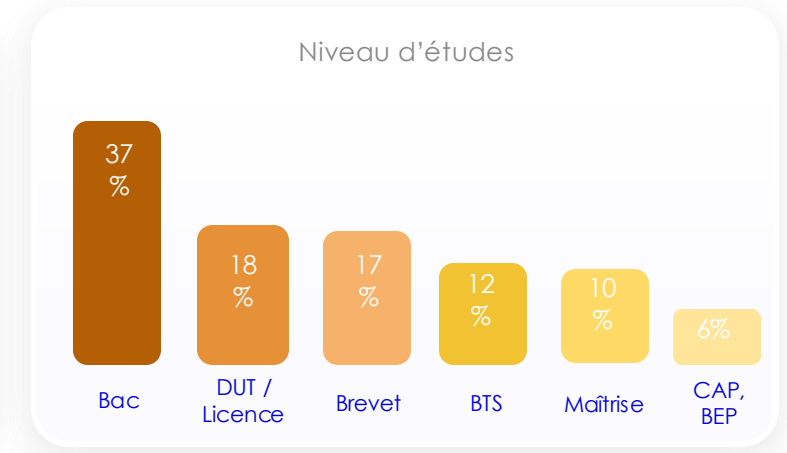 Niveau d’études
37
%
18
%
17
%
12
%
10
%
6%
Bac
DUT /
Licence
Brevet
BTS
Maîtrise
CAP,
BEP